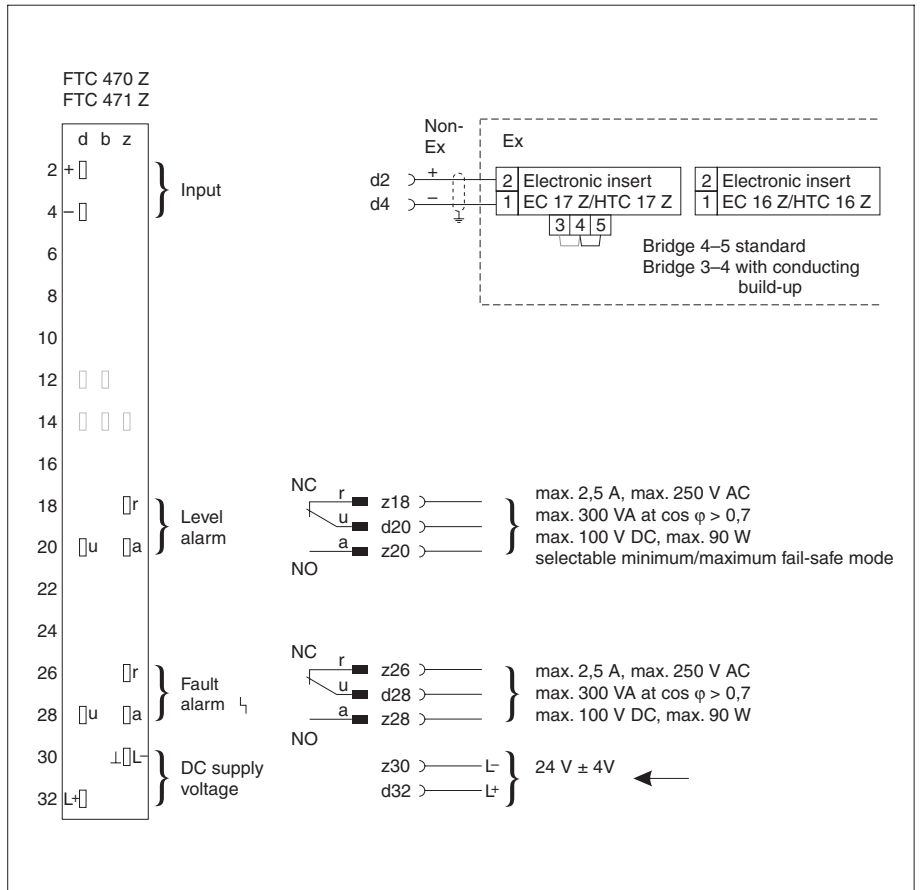 FTC 470 Z
FTC 471 Z
d b z
2 +
4 –
Input
6
8
10
12
14
16
18 r
20 u a
Level
alarm
22
24
26 r
28 u a
Fault
alarm
30 ⊥ L–
32 L+
DC supply
voltage
Non-
Ex
Ex
d2 +
d4 –
2 Electronic insert
1 EC 17 Z/HTC 17 Z
3 4 5
2 Electronic insert
1 EC 16 Z/HTC 16 Z
Bridge 4–5 standard
Bridge 3–4 with conducting
build-up
NC
r z18
u d20
a z20
NO
max. 2,5 A, max. 250 V AC
max. 300 VA at cos φ > 0,7
max. 100 V DC, max. 90 W
selectable minimum/maximum fail-safe mode
NC
r z26
u d28
a z28
NO
max. 2,5 A, max. 250 V AC
max. 300 VA at cos φ > 0,7
max. 100 V DC, max. 90 W
z30 L–
d32 L+
24 V ± 4V